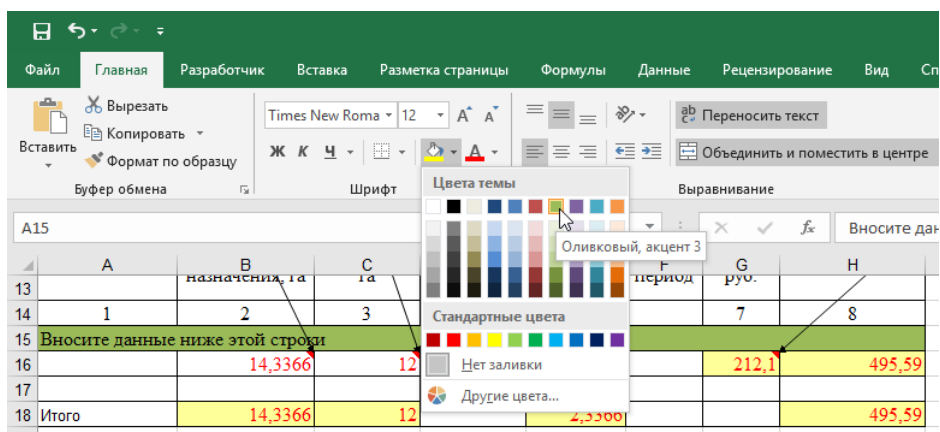 Файл Главная Разработчик Вставка Разметка страницы Формулы Данные Рецензирование Вид Сп
Вырезать
Копировать
Формат по образцу
Вставить
Буфер обмена
Times New Roma 12 А А
Ж К Ч А
Шрифт
ab Переносить текст
Объединить и поместить в центре
Выравнивание
Цвета темы
Оливковый, акцент 3
Стандартные цвета
Нет заливки
Другие цвета...
A15 fx Вносите дан
A B C F G H
13 назначения, га га период руб.
14 1 2 3 7 8
15 Вносите данные ниже этой строки
16 14,3366 12 212,1 495,59
17
18 Итого 14,3366 12 2,3366 495,59